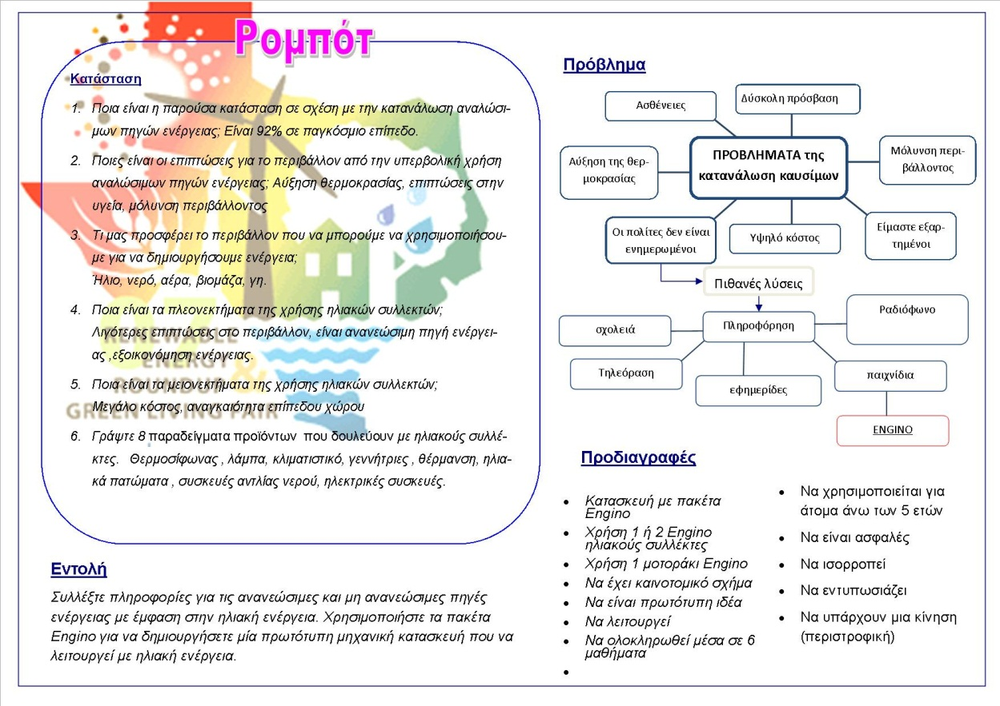 Ρομπότ
Κατάσταση
1. Ποια είναι η παρούσα κατάσταση σε σχέση με την κατανάλωση αναλώσι-
μων πηγών ενέργειας; Είναι 92% σε παγκόσμιο επίπεδο.
2. Ποιες είναι οι επιπτώσεις για το περιβάλλον από την υπερβολική χρήση
αναλώσιμων πηγών ενέργειας; Αύξηση θερμοκρασίας, επιπτώσεις στην
υγεία, μόλυνση περιβάλλοντος
3. Τι μας προσφέρει το περιβάλλον που να μπορούμε να χρησιμοποιήσου-
με για να δημιουργήσουμε ενέργεια;
Ήλιο, νερό, αέρα, βιομάζα, γη.
4. Ποια είναι τα πλεονεκτήματα της χρήσης ηλιακών συλλεκτών;
Λιγότερες επιπτώσεις στο περιβάλλον, είναι ανανεώσιμη πηγή ενέργει-
ας ,εξοικονόμηση ενέργειας.
5. Ποια είναι τα μειονεκτήματα της χρήσης ηλιακών συλλεκτών;
Μεγάλο κόστος, αναγκαιότητα επίπεδου χώρου
6. Γράψτε 8 παραδείγματα προϊόντων που δουλεύουν με ηλιακούς συλλέ-
κτες. Θερμοσίφωνας , λάμπα, κλιματιστικό, γεννήτριες , θέρμανση, ηλια-
κά πατώματα , συσκευές αντλίας νερού, ηλεκτρικές συσκευές.
RENEWABLE
ENERGY
ROUNDUP &
GREEN LIVING FAIR
Εντολή
Συλλέξτε πληροφορίες για τις ανανεώσιμες και μη ανανεώσιμες πηγές
ενέργειας με έμφαση στην ηλιακή ενέργεια. Χρησιμοποιήστε τα πακέτα
Engino για να δημιουργήσετε μία πρωτότυπη μηχανική κατασκευή που να
λειτουργεί με ηλιακή ενέργεια.
Πρόβλημα
Ασθένειες
Δύσκολη πρόσβαση
Αύξηση της θερ-
μοκρασίας
ΠΡΟΒΛΗΜΑΤΑ της
κατανάλωση καυσίμων
Μόλυνση περι-
βάλλοντος
Οι πολίτες δεν είναι
ενημερωμένοι
Υψηλό κόστος
Είμαστε εξαρ-
τημένοι
Πιθανές λύσεις
σχολειά
Πληροφόρηση
Ραδιόφωνο
Τηλεόραση
εφημερίδες
παιχνίδια
ENGINO
Προδιαγραφές
• Κατασκευή με πακέτα
Engino
• Χρήση 1 ή 2 Engino
ηλιακούς συλλέκτες
• Χρήση 1 μοτοράκι Engino
• Να έχει καινοτομικό σχήμα
• Να είναι πρωτότυπη ιδέα
• Να λειτουργεί
• Να ολοκληρωθεί μέσα σε 6
μαθήματα
•
• Να χρησιμοποιείται για
άτομα άνω των 5 ετών
• Να είναι ασφαλές
• Να ισορροπεί
• Να εντυπωσιάζει
• Να υπάρχουν μια κίνηση
(περιστροφική)